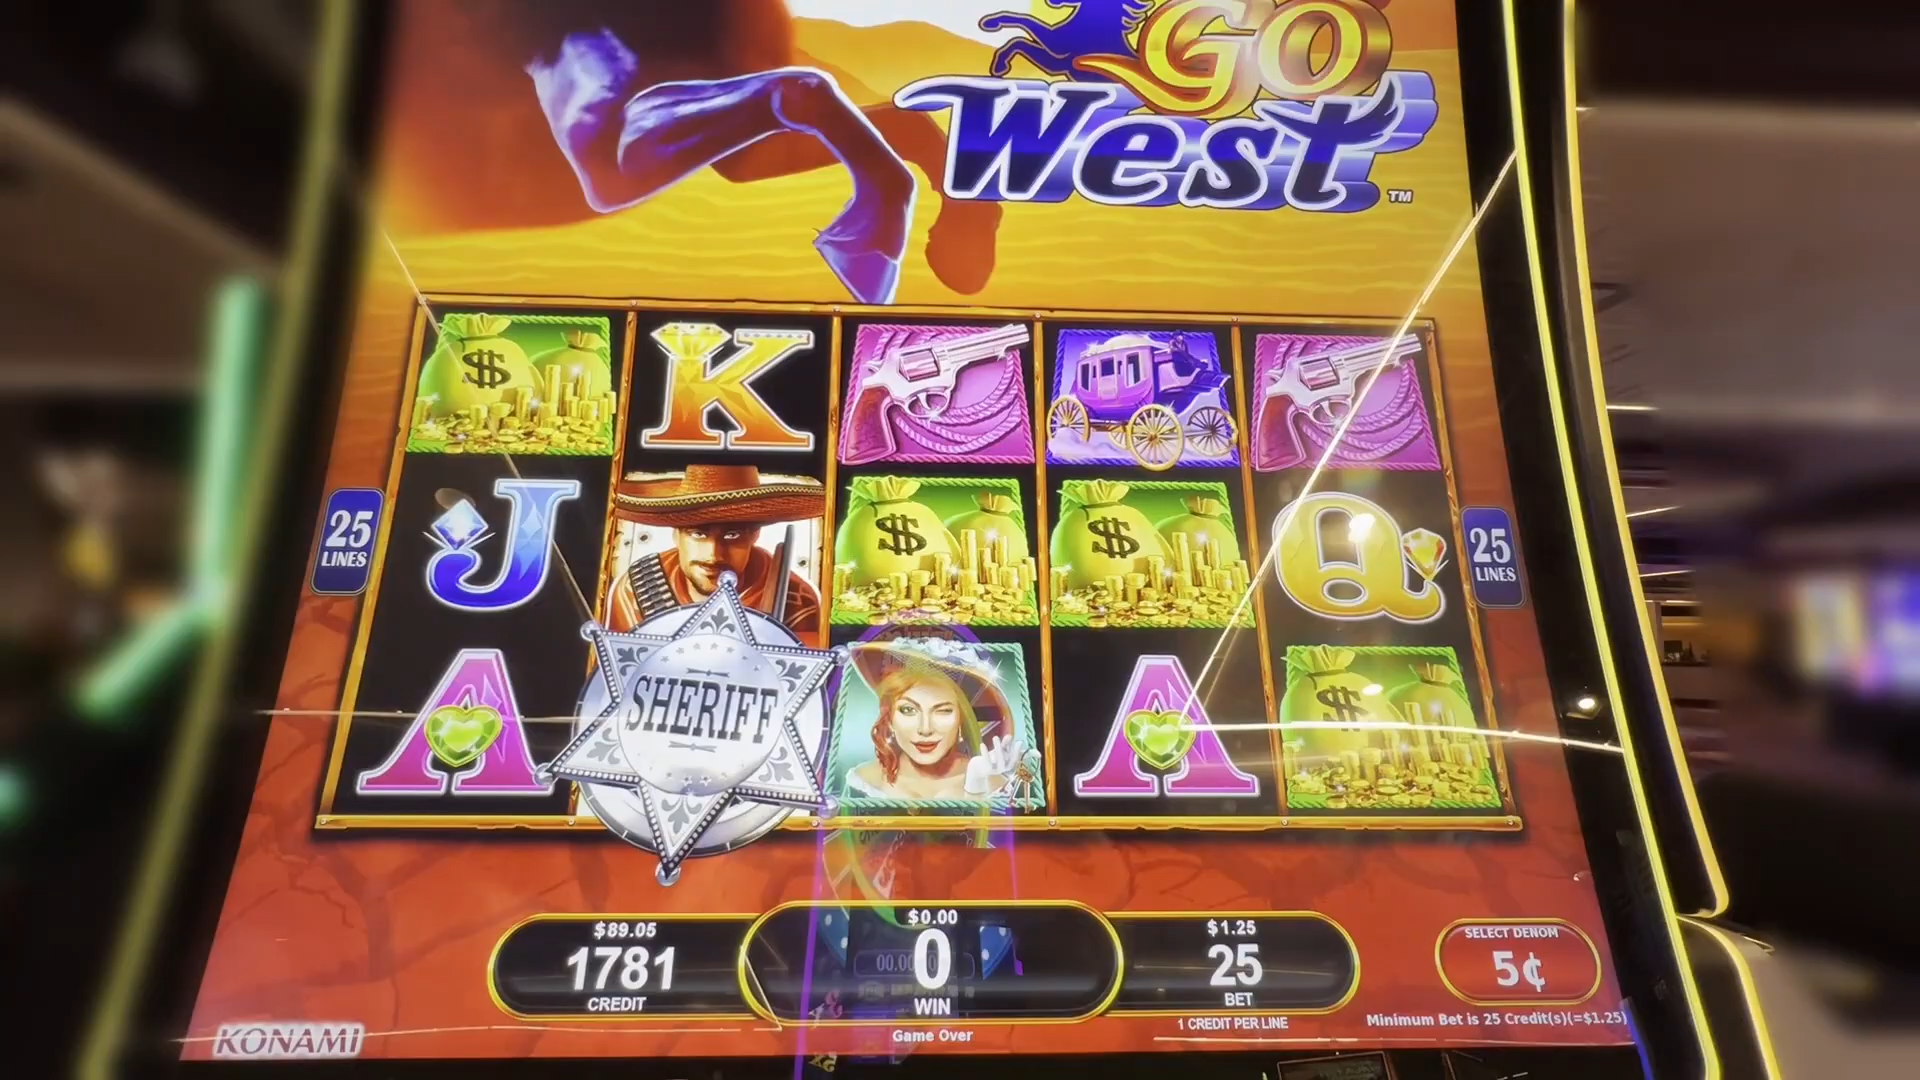 GO
West
TM
$
K
25
LINES
J
$
$
Q
25
LINES
A
SHERIFF
A
$
$89.05
1781
CREDIT
$0.00
0
WIN
Game Over
$1.25
25
BET
1 CREDIT PER LINE
SELECT DENOM
5¢
Minimum Bet is 25 Credit(s)(=$1.25)
KONAMI